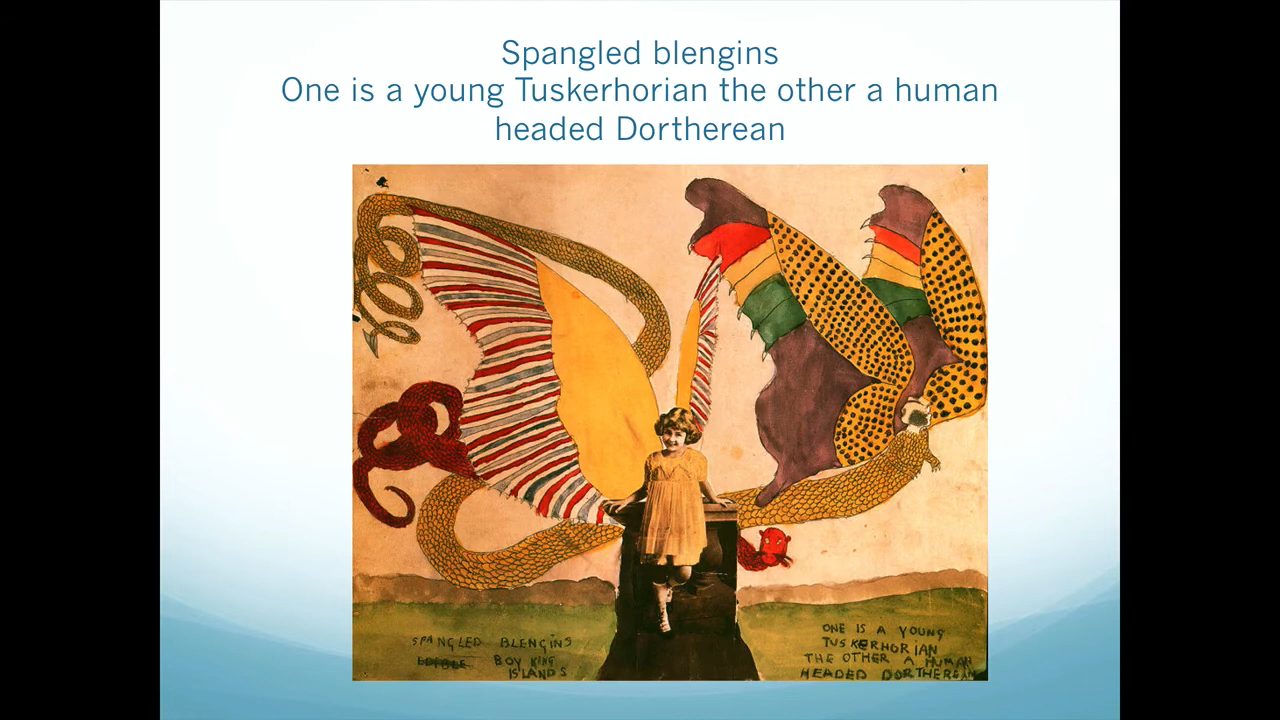 Spangled blengins
One is a young Tuskerhorian the other a human
headed Dortherean
SPANGLED BLENGINS
EDIBLE BOY KING
ISLANDS
ONE IS A YOUNG
TUSKERHORIAN
THE OTHER A HUMAN
HEADED DORTHEREAN